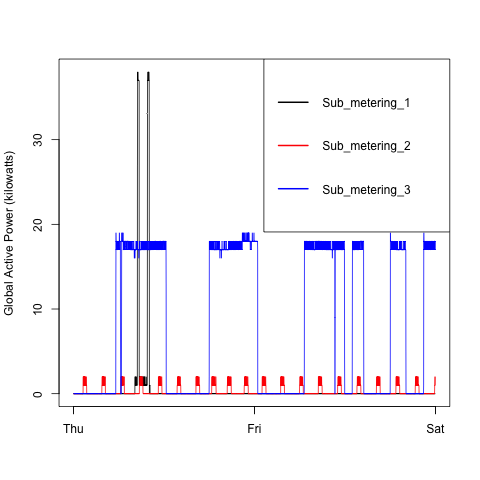 Sub_metering_1
Sub_metering_2
Sub_metering_3
Global Active Power (kilowatts)
30
20
10
0
Thu Fri Sat